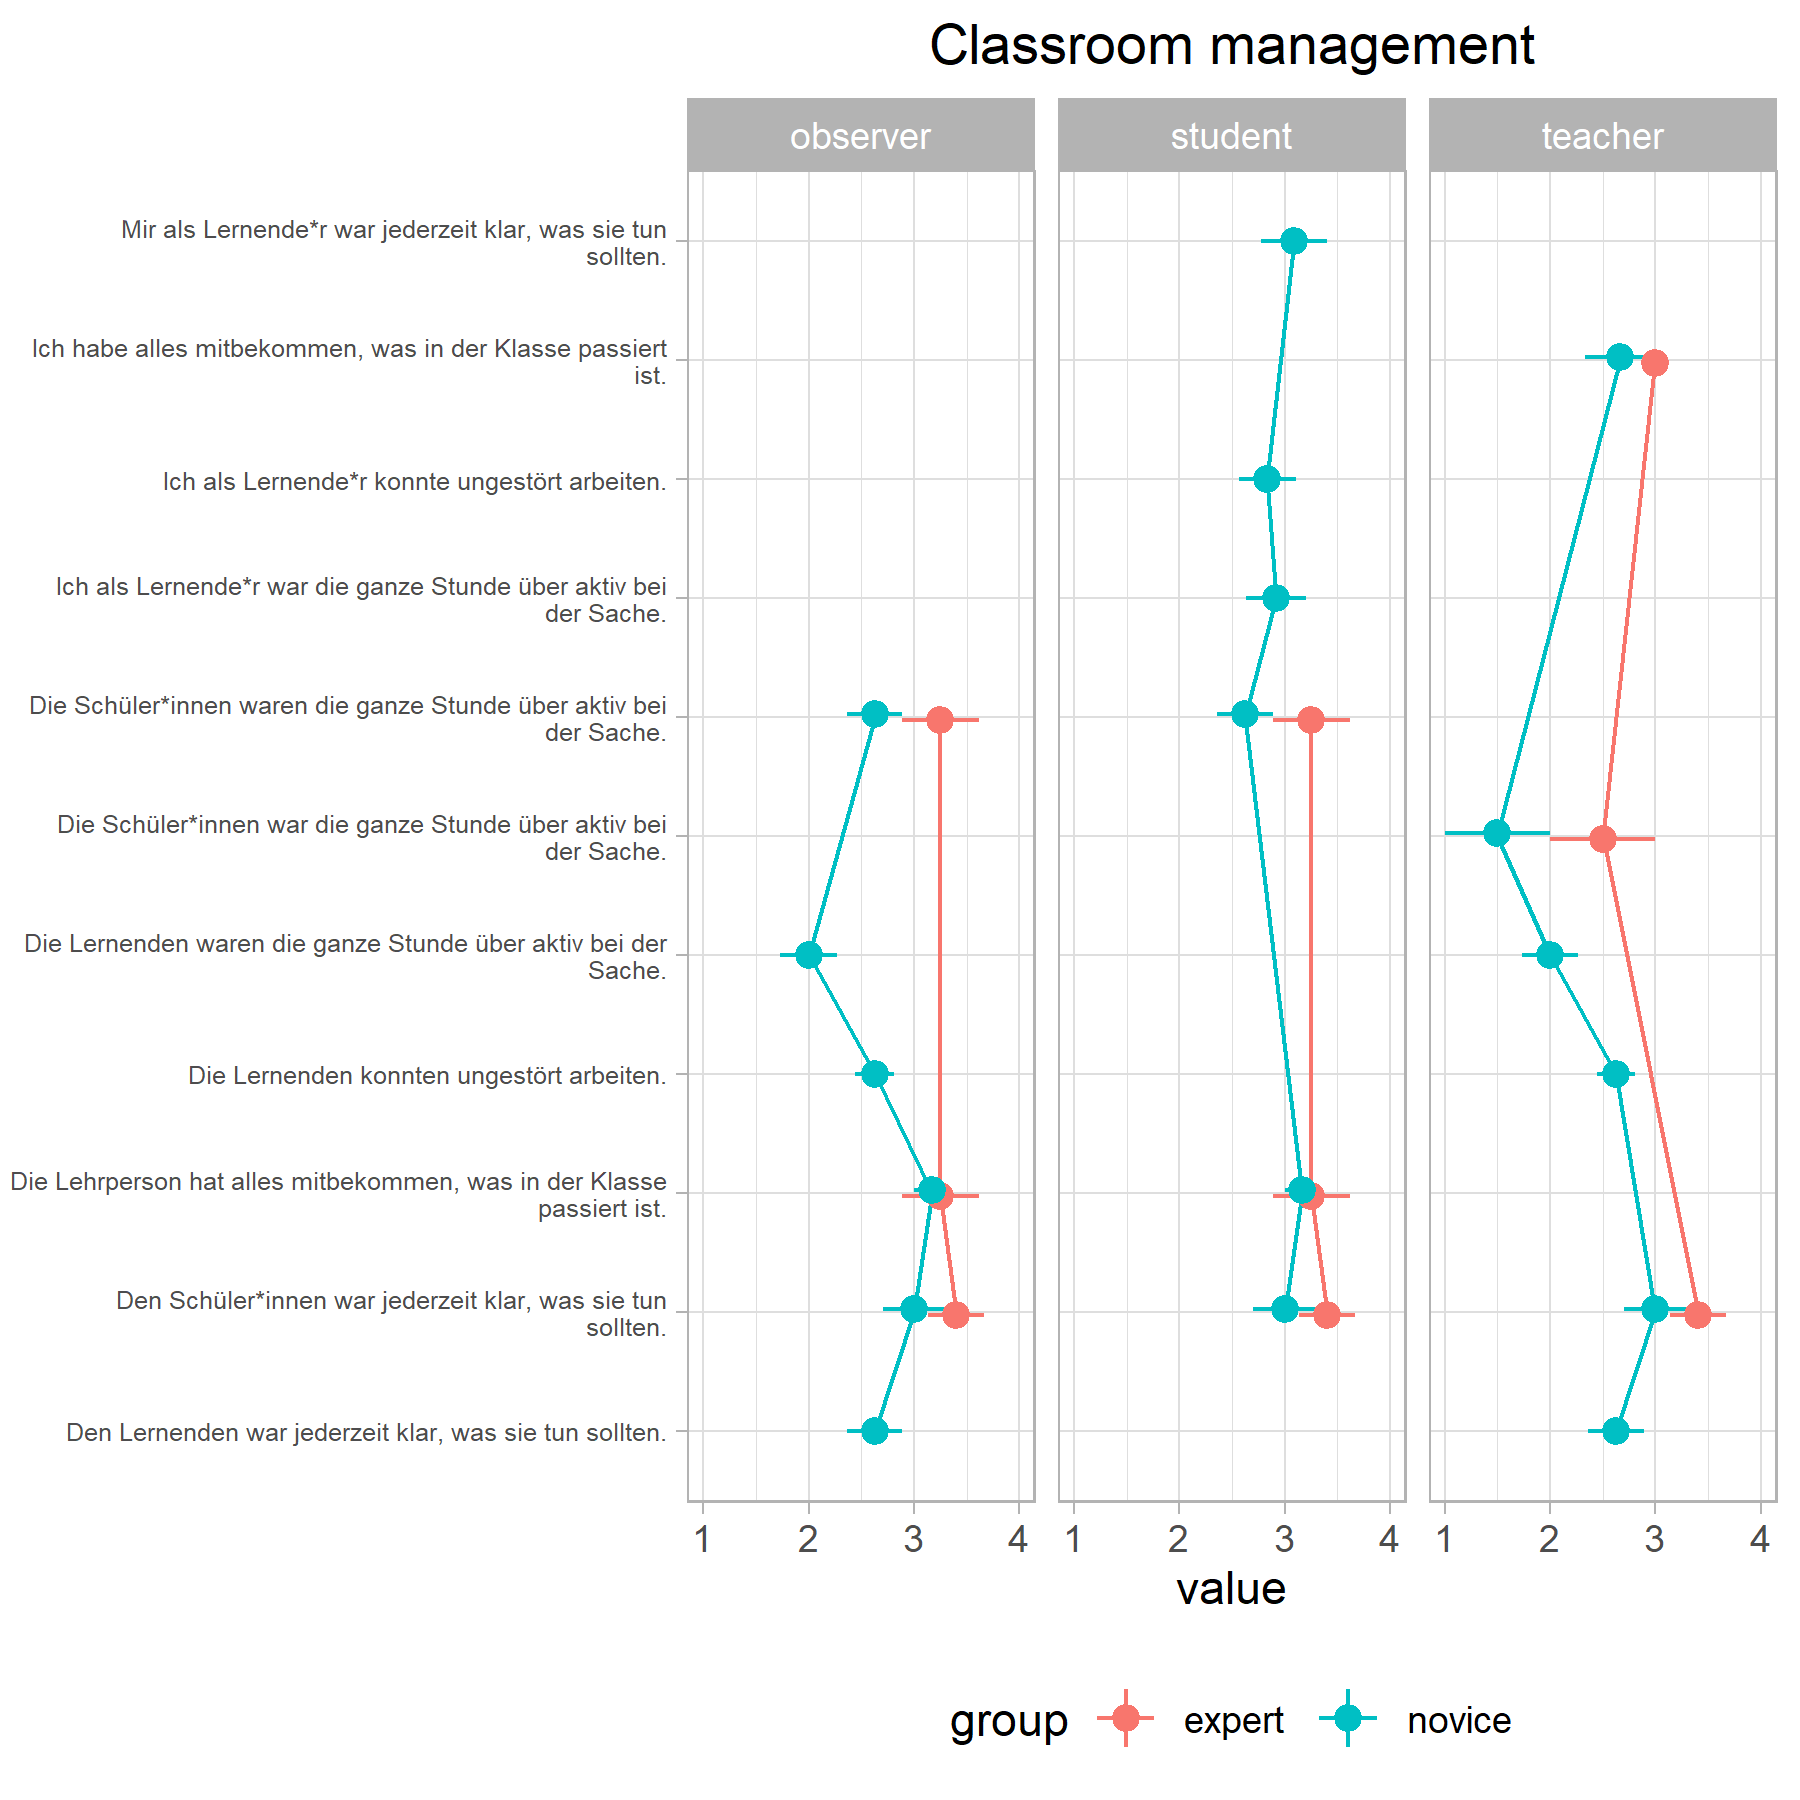 Classroom management
observer student teacher
Mir als Lernende*r war jederzeit klar, was sie tun
sollten.
Ich habe alles mitbekommen, was in der Klasse passiert
ist.
Ich als Lernende*r konnte ungestört arbeiten.
Ich als Lernende*r war die ganze Stunde über aktiv bei
der Sache.
Die Schüler*innen waren die ganze Stunde über aktiv bei
der Sache.
Die Schüler*innen war die ganze Stunde über aktiv bei
der Sache.
Die Lernenden waren die ganze Stunde über aktiv bei der
Sache.
Die Lernenden konnten ungestört arbeiten.
Die Lehrperson hat alles mitbekommen, was in der Klasse
passiert ist.
Den Schüler*innen war jederzeit klar, was sie tun
sollten.
Den Lernenden war jederzeit klar, was sie tun sollten.
1 2 3 4 1 2 3 4 1 2 3 4
value
group expert novice